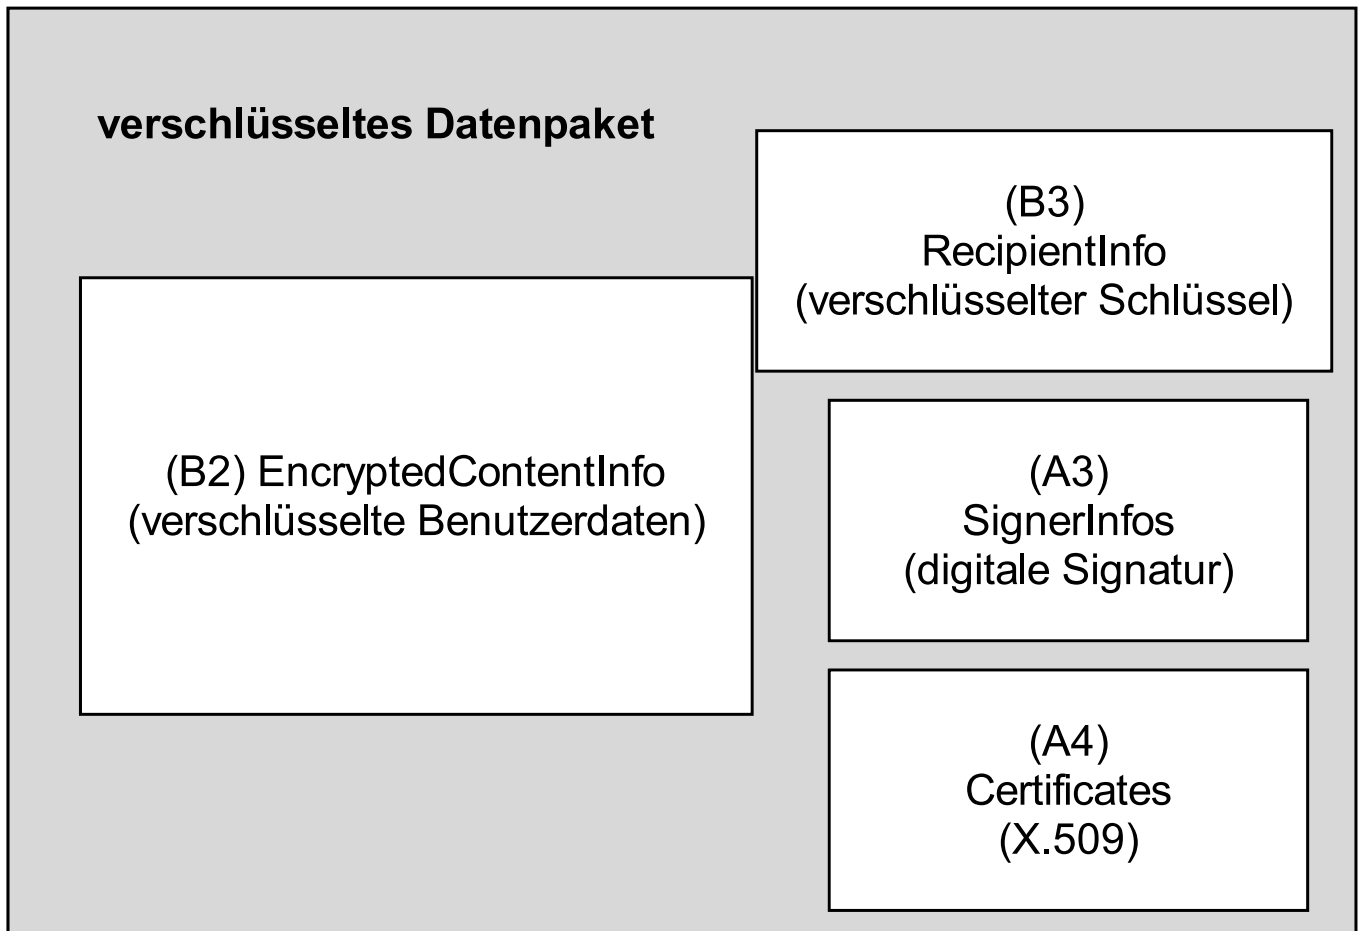 verschlüsseltes Datenpaket
(B3)
RecipientInfo
(verschlüsselter Schlüssel)
(B2) EncryptedContentInfo
(verschlüsselte Benutzerdaten)
(A3)
SignerInfos
(digitale Signatur)
(A4)
Certificates
(X.509)